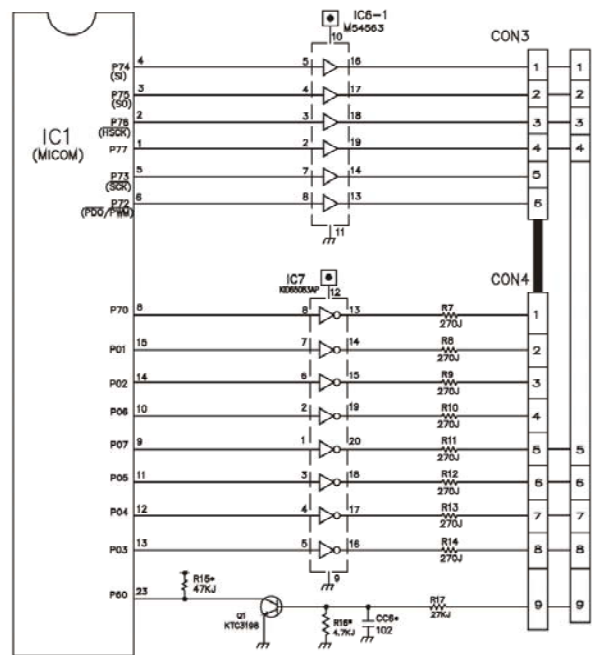 IC6-1
M54563
10
CON3
P74 4 5 16 1 1
(SI)
P75 3 4 17 2 2
(SO)
P76 2 3 18 3 3
(HSCK)
IC1
(MICOM)
P77 1 2 19 4 4
P73 5 7 14 5
(SCK)
P72 6 8 13 6
(PDO/PWM)
11
IC7
KID65083AP
12
CON4
P70 8 8 13 R7 270J 1
P01 15 7 14 R8 270J 2
P02 14 6 15 R9 270J 3
P06 10 2 19 R10 270J 4
P07 9 1 20 R11 270J 5 5
P05 11 3 18 R12 270J 6 6
P04 12 4 17 R13 270J 7 7
P03 13 5 16 R14 270J 8 8
9
P60 23
R15*
47KJ
Q1
KTC3198
R16*
4.7KJ
CC6*
102
R17
27KJ
9 9